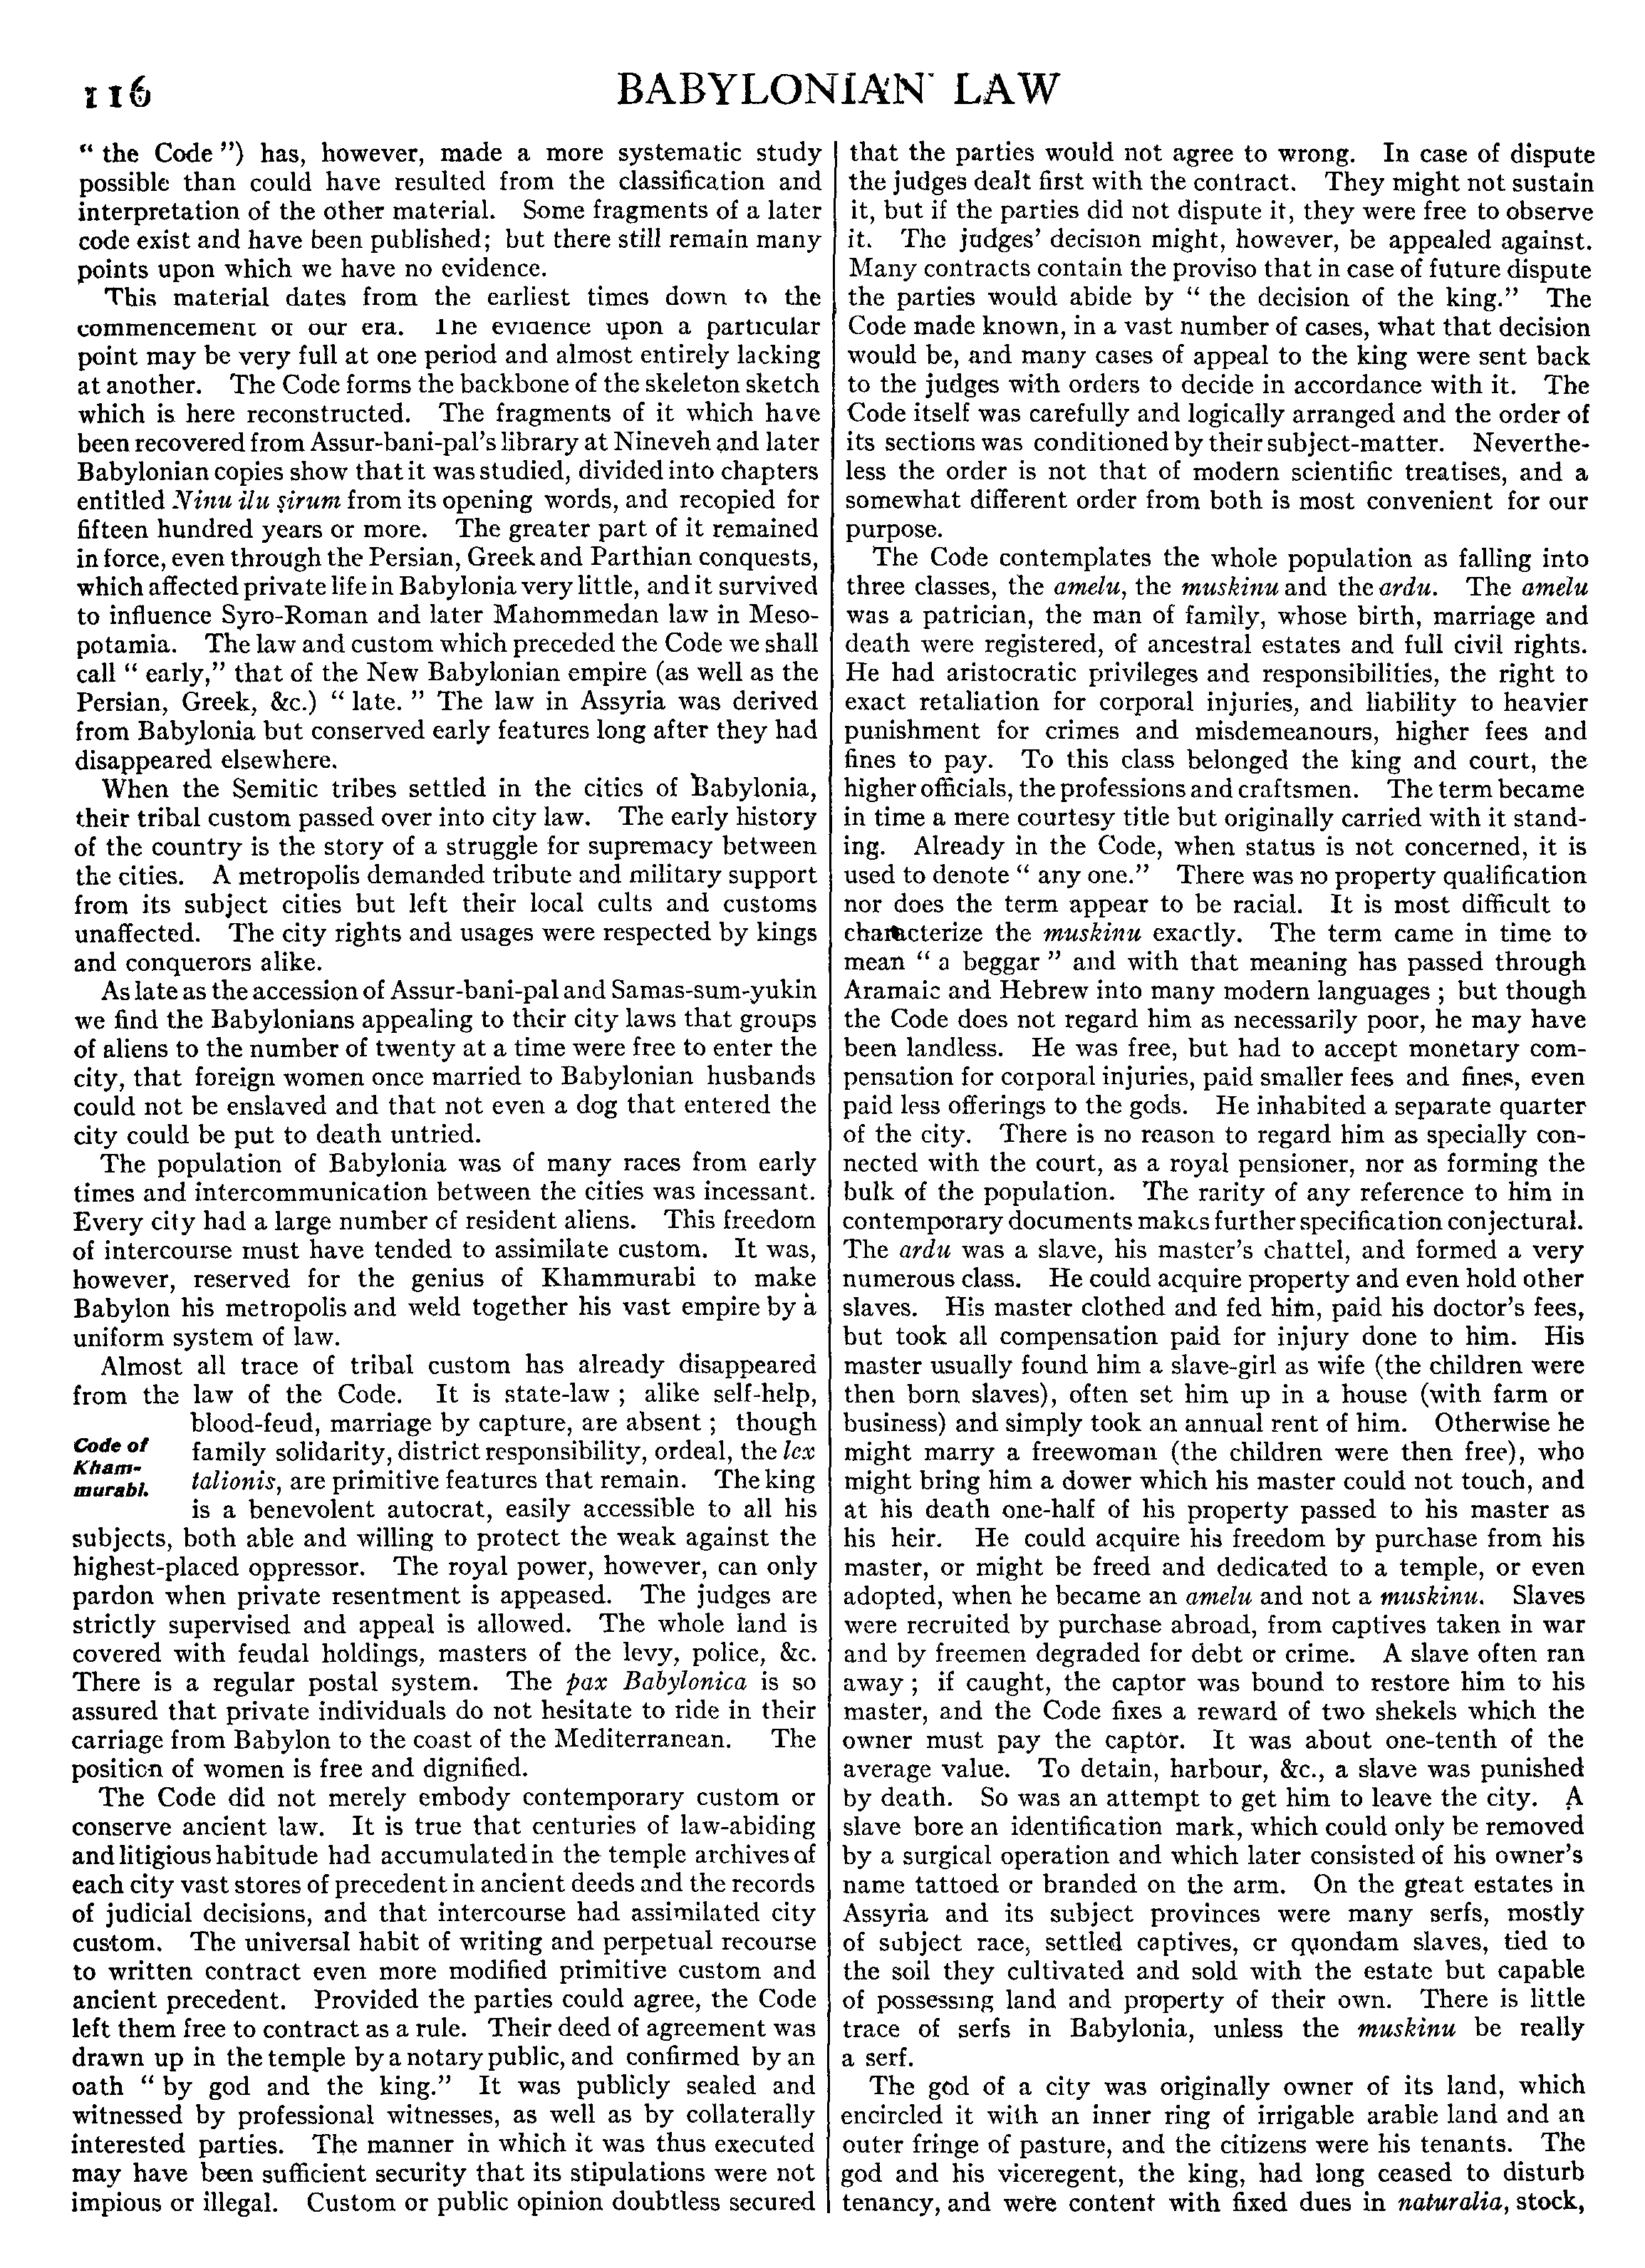 116
BABYLONIAN LAW
“ the Code ”) has, however, made a more systematic study
possible than could have resulted from the classification and
interpretation of the other material. Some fragments of a later
code exist and have been published; but there still remain many
points upon which we have no evidence.
This material dates from the earliest times down to the
commencement of our era. The evidence upon a particular
point may be very full at one period and almost entirely lacking
at another. The Code forms the backbone of the skeleton sketch
which is here reconstructed. The fragments of it which have
been recovered from Assur-bani-pal’s library at Nineveh and later
Babylonian copies show that it was studied, divided into chapters
entitled Ninu ilu ṣirum from its opening words, and recopied for
fifteen hundred years or more. The greater part of it remained
in force, even through the Persian, Greek and Parthian conquests,
which affected private life in Babylonia very little, and it survived
to influence Syro-Roman and later Mahommedan law in Meso-
potamia. The law and custom which preceded the Code we shall
call “ early,” that of the New Babylonian empire (as well as the
Persian, Greek, &c.) “ late. ” The law in Assyria was derived
from Babylonia but conserved early features long after they had
disappeared elsewhere.
When the Semitic tribes settled in the cities of Babylonia,
their tribal custom passed over into city law. The early history
of the country is the story of a struggle for supremacy between
the cities. A metropolis demanded tribute and military support
from its subject cities but left their local cults and customs
unaffected. The city rights and usages were respected by kings
and conquerors alike.
As late as the accession of Assur-bani-pal and Samas-sum-yukin
we find the Babylonians appealing to their city laws that groups
of aliens to the number of twenty at a time were free to enter the
city, that foreign women once married to Babylonian husbands
could not be enslaved and that not even a dog that entered the
city could be put to death untried.
The population of Babylonia was of many races from early
times and intercommunication between the cities was incessant.
Every city had a large number of resident aliens. This freedom
of intercourse must have tended to assimilate custom. It was,
however, reserved for the genius of Khammurabi to make
Babylon his metropolis and weld together his vast empire by a
uniform system of law.
Almost all trace of tribal custom has already disappeared
from the law of the Code. It is state-law ; alike self-help,
blood-feud, marriage by capture, are absent ; though
Code of
Kham-
murabi.
family solidarity, district responsibility, ordeal, the lex
talionis, are primitive features that remain. The king
is a benevolent autocrat, easily accessible to all his
subjects, both able and willing to protect the weak against the
highest-placed oppressor. The royal power, however, can only
pardon when private resentment is appeased. The judges are
strictly supervised and appeal is allowed. The whole land is
covered with feudal holdings, masters of the levy, police, &c.
There is a regular postal system. The pax Babylonica is so
assured that private individuals do not hesitate to ride in their
carriage from Babylon to the coast of the Mediterranean. The
position of women is free and dignified.
The Code did not merely embody contemporary custom or
conserve ancient law. It is true that centuries of law-abiding
and litigious habitude had accumulated in the temple archives of
each city vast stores of precedent in ancient deeds and the records
of judicial decisions, and that intercourse had assimilated city
custom. The universal habit of writing and perpetual recourse
to written contract even more modified primitive custom and
ancient precedent. Provided the parties could agree, the Code
left them free to contract as a rule. Their deed of agreement was
drawn up in the temple by a notary public, and confirmed by an
oath “ by god and the king.” It was publicly sealed and
witnessed by professional witnesses, as well as by collaterally
interested parties. The manner in which it was thus executed
may have been sufficient security that its stipulations were not
impious or illegal. Custom or public opinion doubtless secured
that the parties would not agree to wrong. In case of dispute
the judges dealt first with the contract. They might not sustain
it, but if the parties did not dispute it, they were free to observe
it. The judges’ decision might, however, be appealed against.
Many contracts contain the proviso that in case of future dispute
the parties would abide by “ the decision of the king.” The
Code made known, in a vast number of cases, what that decision
would be, and many cases of appeal to the king were sent back
to the judges with orders to decide in accordance with it. The
Code itself was carefully and logically arranged and the order of
its sections was conditioned by their subject-matter. Neverthe-
less the order is not that of modern scientific treatises, and a
somewhat different order from both is most convenient for our
purpose.
The Code contemplates the whole population as falling into
three classes, the amelu, the muskinu and the ardu. The amelu
was a patrician, the man of family, whose birth, marriage and
death were registered, of ancestral estates and full civil rights.
He had aristocratic privileges and responsibilities, the right to
exact retaliation for corporal injuries, and liability to heavier
punishment for crimes and misdemeanours, higher fees and
fines to pay. To this class belonged the king and court, the
higher officials, the professions and craftsmen. The term became
in time a mere courtesy title but originally carried with it stand-
ing. Already in the Code, when status is not concerned, it is
used to denote “ any one.” There was no property qualification
nor does the term appear to be racial. It is most difficult to
characterize the muskinu exactly. The term came in time to
mean “ a beggar ” and with that meaning has passed through
Aramaic and Hebrew into many modern languages ; but though
the Code does not regard him as necessarily poor, he may have
been landless. He was free, but had to accept monetary com-
pensation for corporal injuries, paid smaller fees and fines, even
paid less offerings to the gods. He inhabited a separate quarter
of the city. There is no reason to regard him as specially con-
nected with the court, as a royal pensioner, nor as forming the
bulk of the population. The rarity of any reference to him in
contemporary documents makes further specification conjectural.
The ardu was a slave, his master’s chattel, and formed a very
numerous class. He could acquire property and even hold other
slaves. His master clothed and fed him, paid his doctor’s fees,
but took all compensation paid for injury done to him. His
master usually found him a slave-girl as wife (the children were
then born slaves), often set him up in a house (with farm or
business) and simply took an annual rent of him. Otherwise he
might marry a freewoman (the children were then free), who
might bring him a dower which his master could not touch, and
at his death one-half of his property passed to his master as
his heir. He could acquire his freedom by purchase from his
master, or might be freed and dedicated to a temple, or even
adopted, when he became an amelu and not a muskinu. Slaves
were recruited by purchase abroad, from captives taken in war
and by freemen degraded for debt or crime. A slave often ran
away ; if caught, the captor was bound to restore him to his
master, and the Code fixes a reward of two shekels which the
owner must pay the captor. It was about one-tenth of the
average value. To detain, harbour, &c., a slave was punished
by death. So was an attempt to get him to leave the city. A
slave bore an identification mark, which could only be removed
by a surgical operation and which later consisted of his owner’s
name tattoed or branded on the arm. On the great estates in
Assyria and its subject provinces were many serfs, mostly
of subject race, settled captives, or quondam slaves, tied to
the soil they cultivated and sold with the estate but capable
of possessing land and property of their own. There is little
trace of serfs in Babylonia, unless the muskinu be really
a serf.
The god of a city was originally owner of its land, which
encircled it with an inner ring of irrigable arable land and an
outer fringe of pasture, and the citizens were his tenants. The
god and his viceregent, the king, had long ceased to disturb
tenancy, and were content with fixed dues in naturalia, stock,